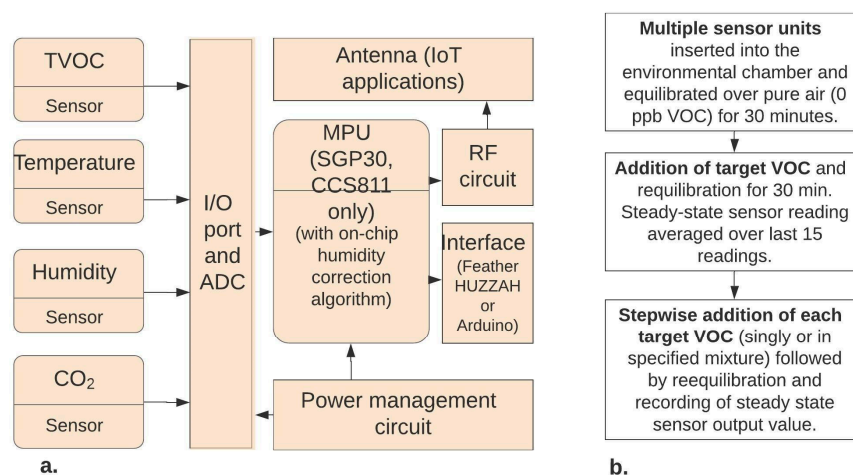 TVOC
Sensor
Temperature
Sensor
Humidity
Sensor
CO₂
Sensor
I/O
port
and
ADC
Antenna (IoT
applications)
MPU
(SGP30,
CCS811
only)
(with on-chip
humidity
correction
algorithm)
RF
circuit
Interface
(Feather
HUZZAH
or
Arduino)
Power management
circuit
a.
Multiple sensor units
inserted into the
environmental chamber and
equilibrated over pure air (0
ppb VOC) for 30 minutes.
Addition of target VOC and
requilibration for 30 min.
Steady-state sensor reading
averaged over last 15
readings.
Stepwise addition of each
target VOC (singly or in
specified mixture) followed
by reequilibration and
recording of steady state
sensor output value.
b.